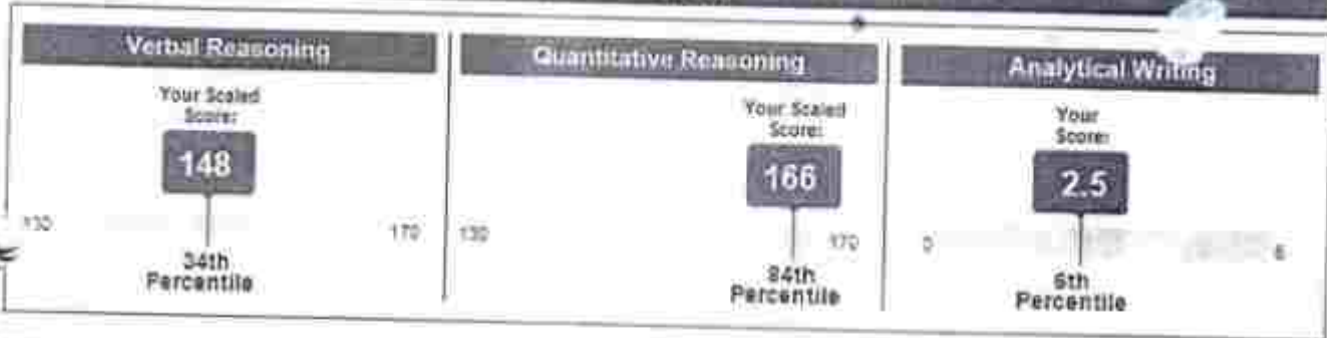 Verbal Reasoning
Your Scaled
Score:
148
130
170
34th
Percentile
Quantitative Reasoning
Your Scaled
Score:
166
130
170
84th
Percentile
Analytical Writing
Your
Score:
2.5
0
6
6th
Percentile